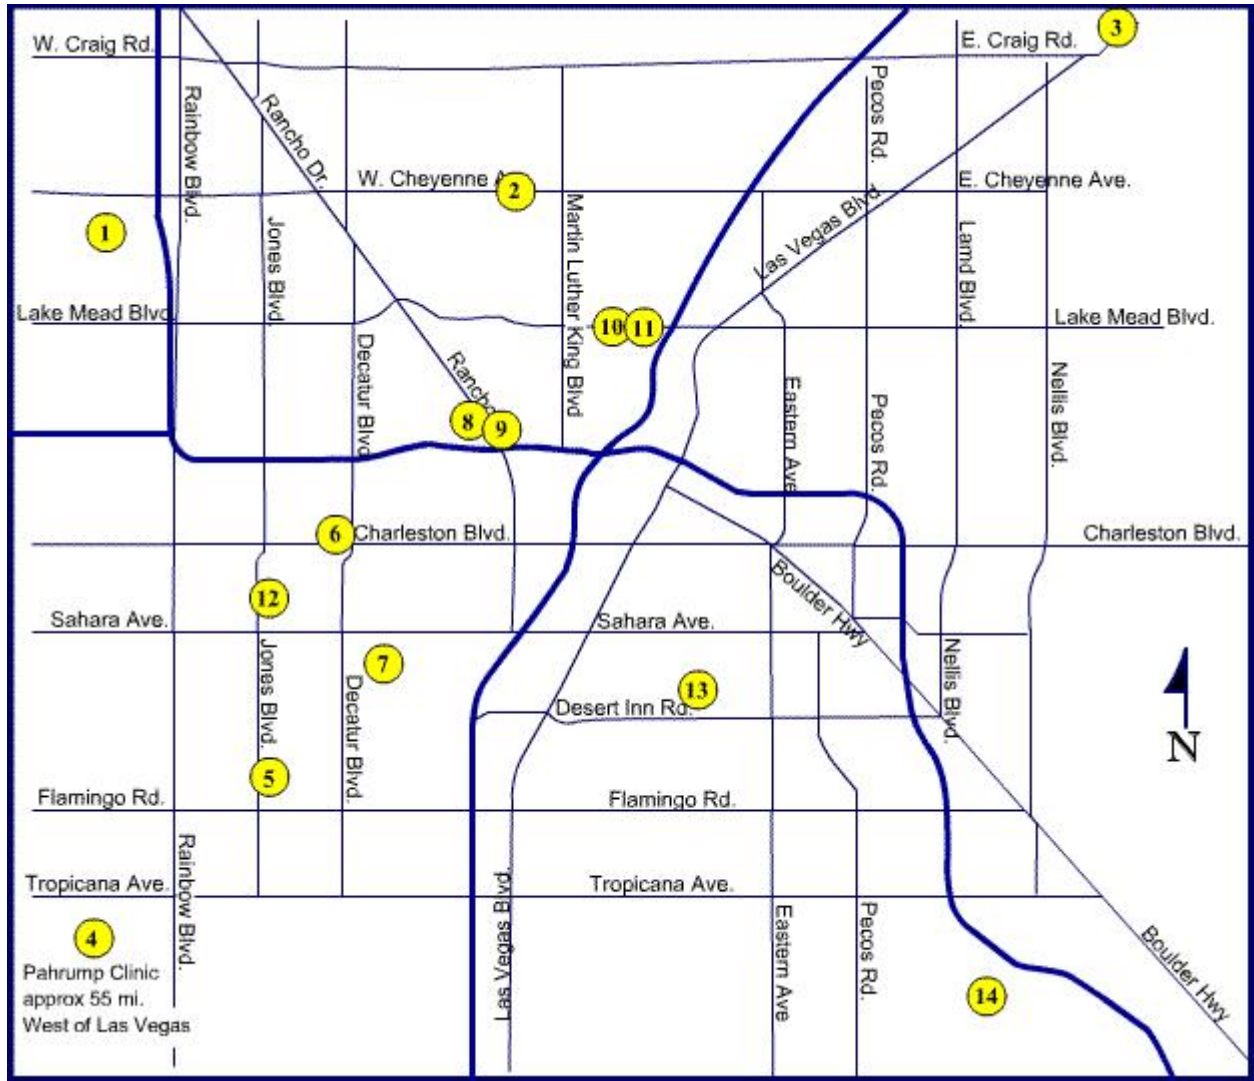 W. Craig Rd.
E. Craig Rd.
3
Rainbow Blvd.
Rancho Dr.
Pecos Rd.
W. Cheyenne A
2
E. Cheyenne Ave.
1
Jones Blvd.
Martin Luther King Blvd
Las Vegas Blvd.
Lamd Blvd.
Lake Mead Blvd
10
11
Lake Mead Blvd.
Decatur Blvd.
Rancho
8
9
Eastern Ave
Pecos Rd.
Nellis Blvd.
6
Charleston Blvd.
Charleston Blvd.
Boulder Hwy
12
Sahara Ave.
Sahara Ave.
Jones Blvd.
7
Decatur Blvd.
13
Desert Inn Rd.
Nellis Blvd.
N
5
Flamingo Rd.
Flamingo Rd.
Rainbow Blvd.
Tropicana Ave.
Tropicana Ave.
Las Vegas Blvd.
Eastern Ave
Pecos Rd.
Boulder Hwy
4
Pahrump Clinic
approx 55 mi.
West of Las Vegas
14